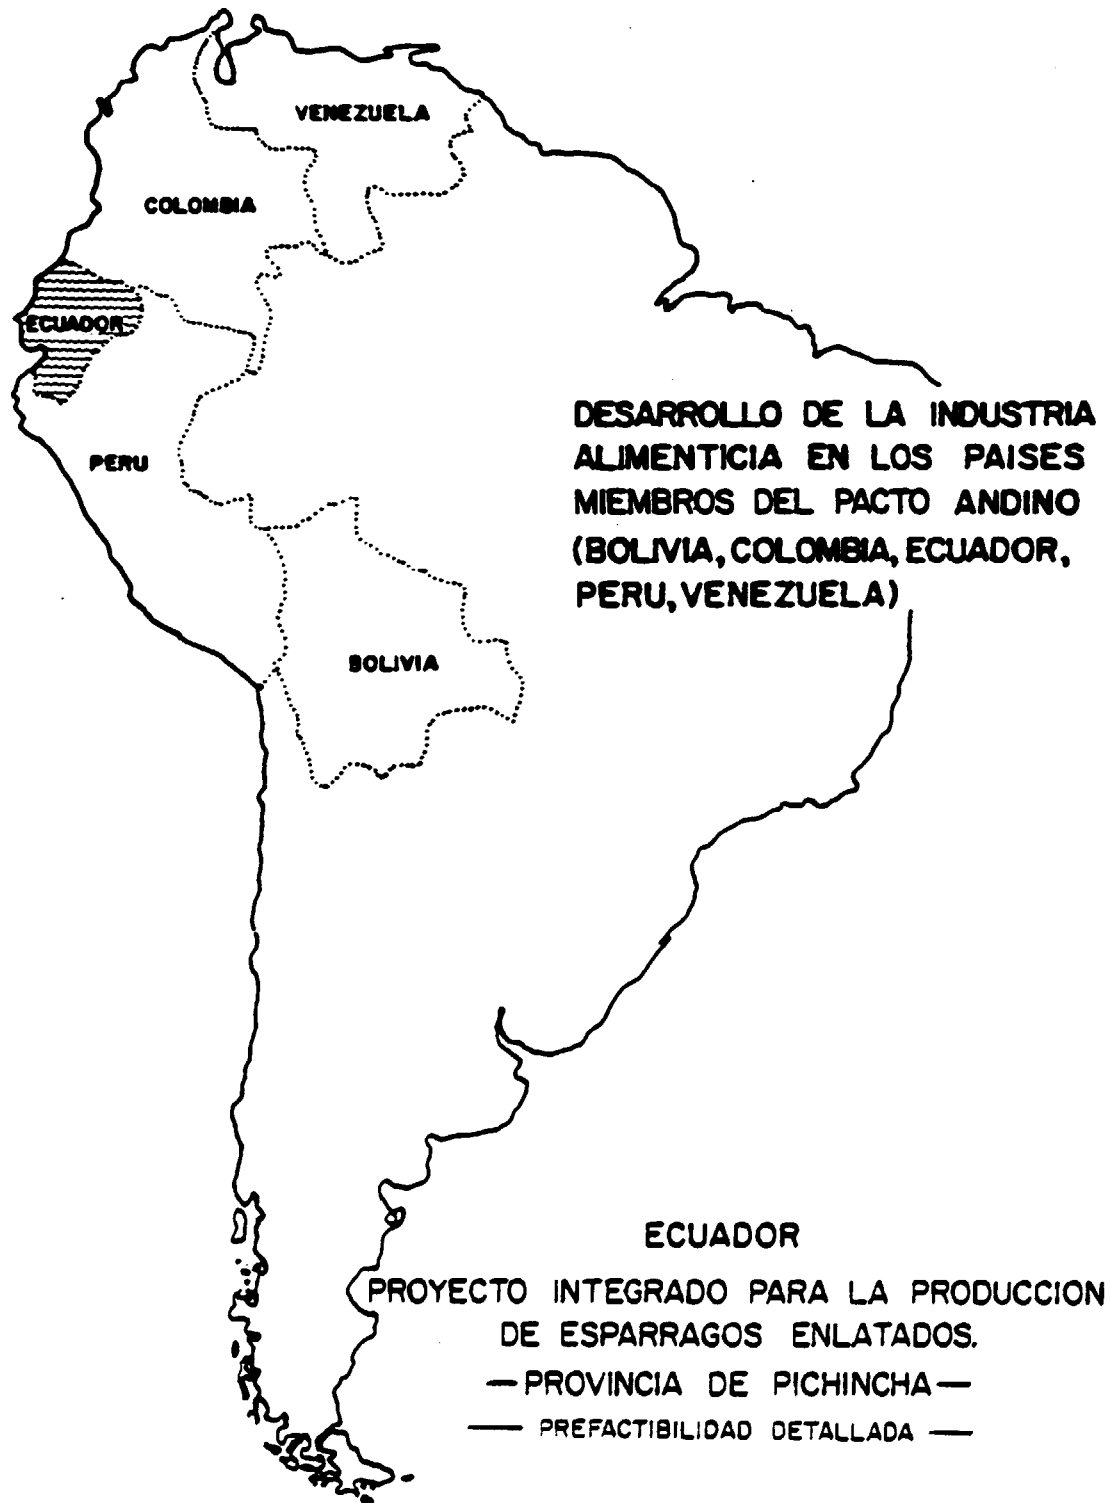 VENEZUELA
COLOMBIA
ECUADOR
PERU
BOLIVIA
DESARROLLO DE LA INDUSTRIA
ALIMENTICIA EN LOS PAISES
MIEMBROS DEL PACTO ANDINO
(BOLIVIA, COLOMBIA, ECUADOR,
PERU, VENEZUELA)
ECUADOR
PROYECTO INTEGRADO PARA LA PRODUCCION
DE ESPARRAGOS ENLATADOS.
—PROVINCIA DE PICHINCHA—
— PREFACTIBILIDAD DETALLADA —